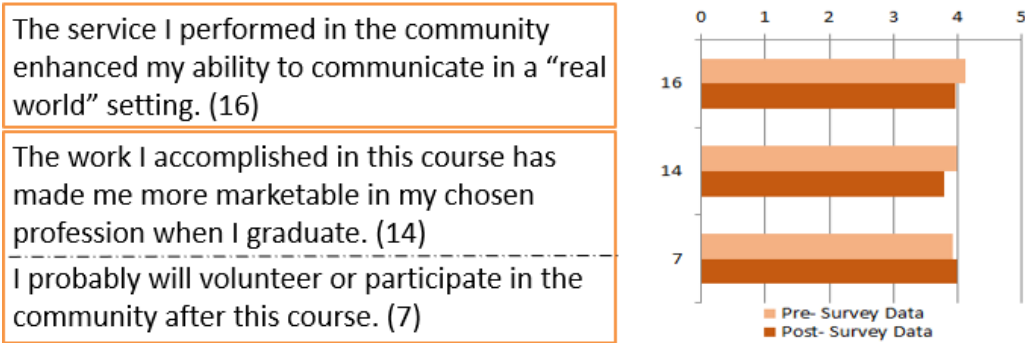 The service I performed in the community
enhanced my ability to communicate in a “real
world” setting. (16)
The work I accomplished in this course has
made me more marketable in my chosen
profession when I graduate. (14)
I probably will volunteer or participate in the
community after this course. (7)
0 1 2 3 4 5
16
14
7
Pre- Survey Data
Post- Survey Data